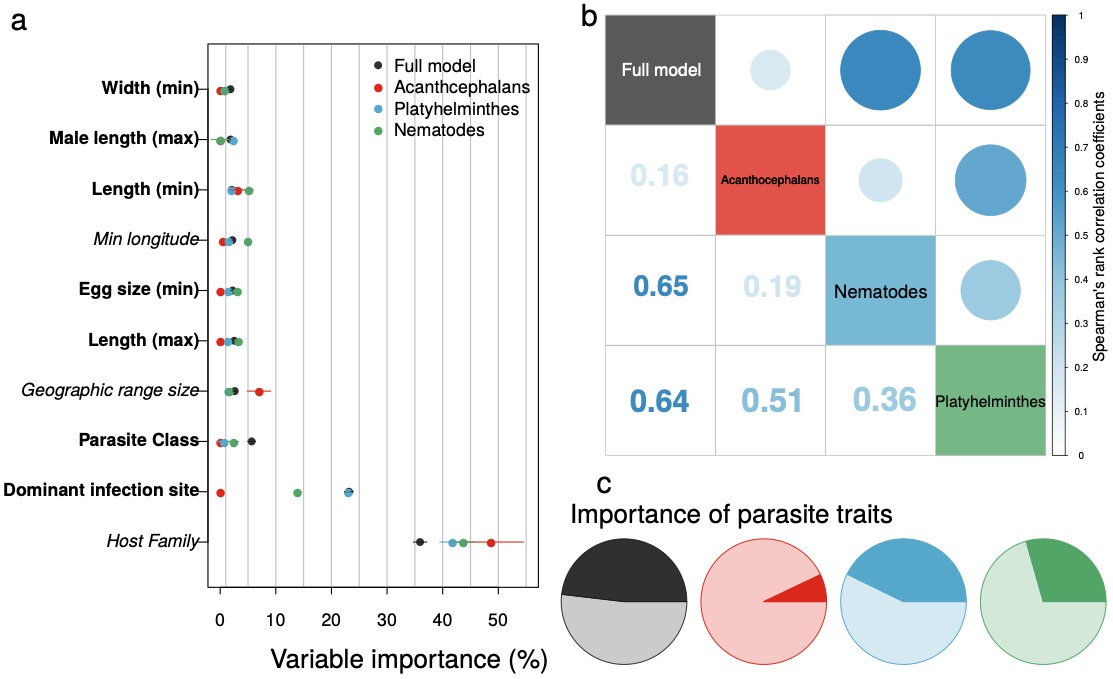 a
Full model
Acanthcephalans
Platyhelminthes
Nematodes
Width (min)
Male length (max)
Length (min)
Min longitude
Egg size (min)
Length (max)
Geographic range size
Parasite Class
Dominant infection site
Host Family
0 10 20 30 40 50
Variable importance (%)
b
Full model
0.16 Acanthocephalans
0.65 0.19 Nematodes
0.64 0.51 0.36 Platyhelminthes
1
0.9
0.8
0.7
0.6
0.5
0.4
0.3
0.2
0.1
0
Spearman's rank correlation coefficients
c
Importance of parasite traits